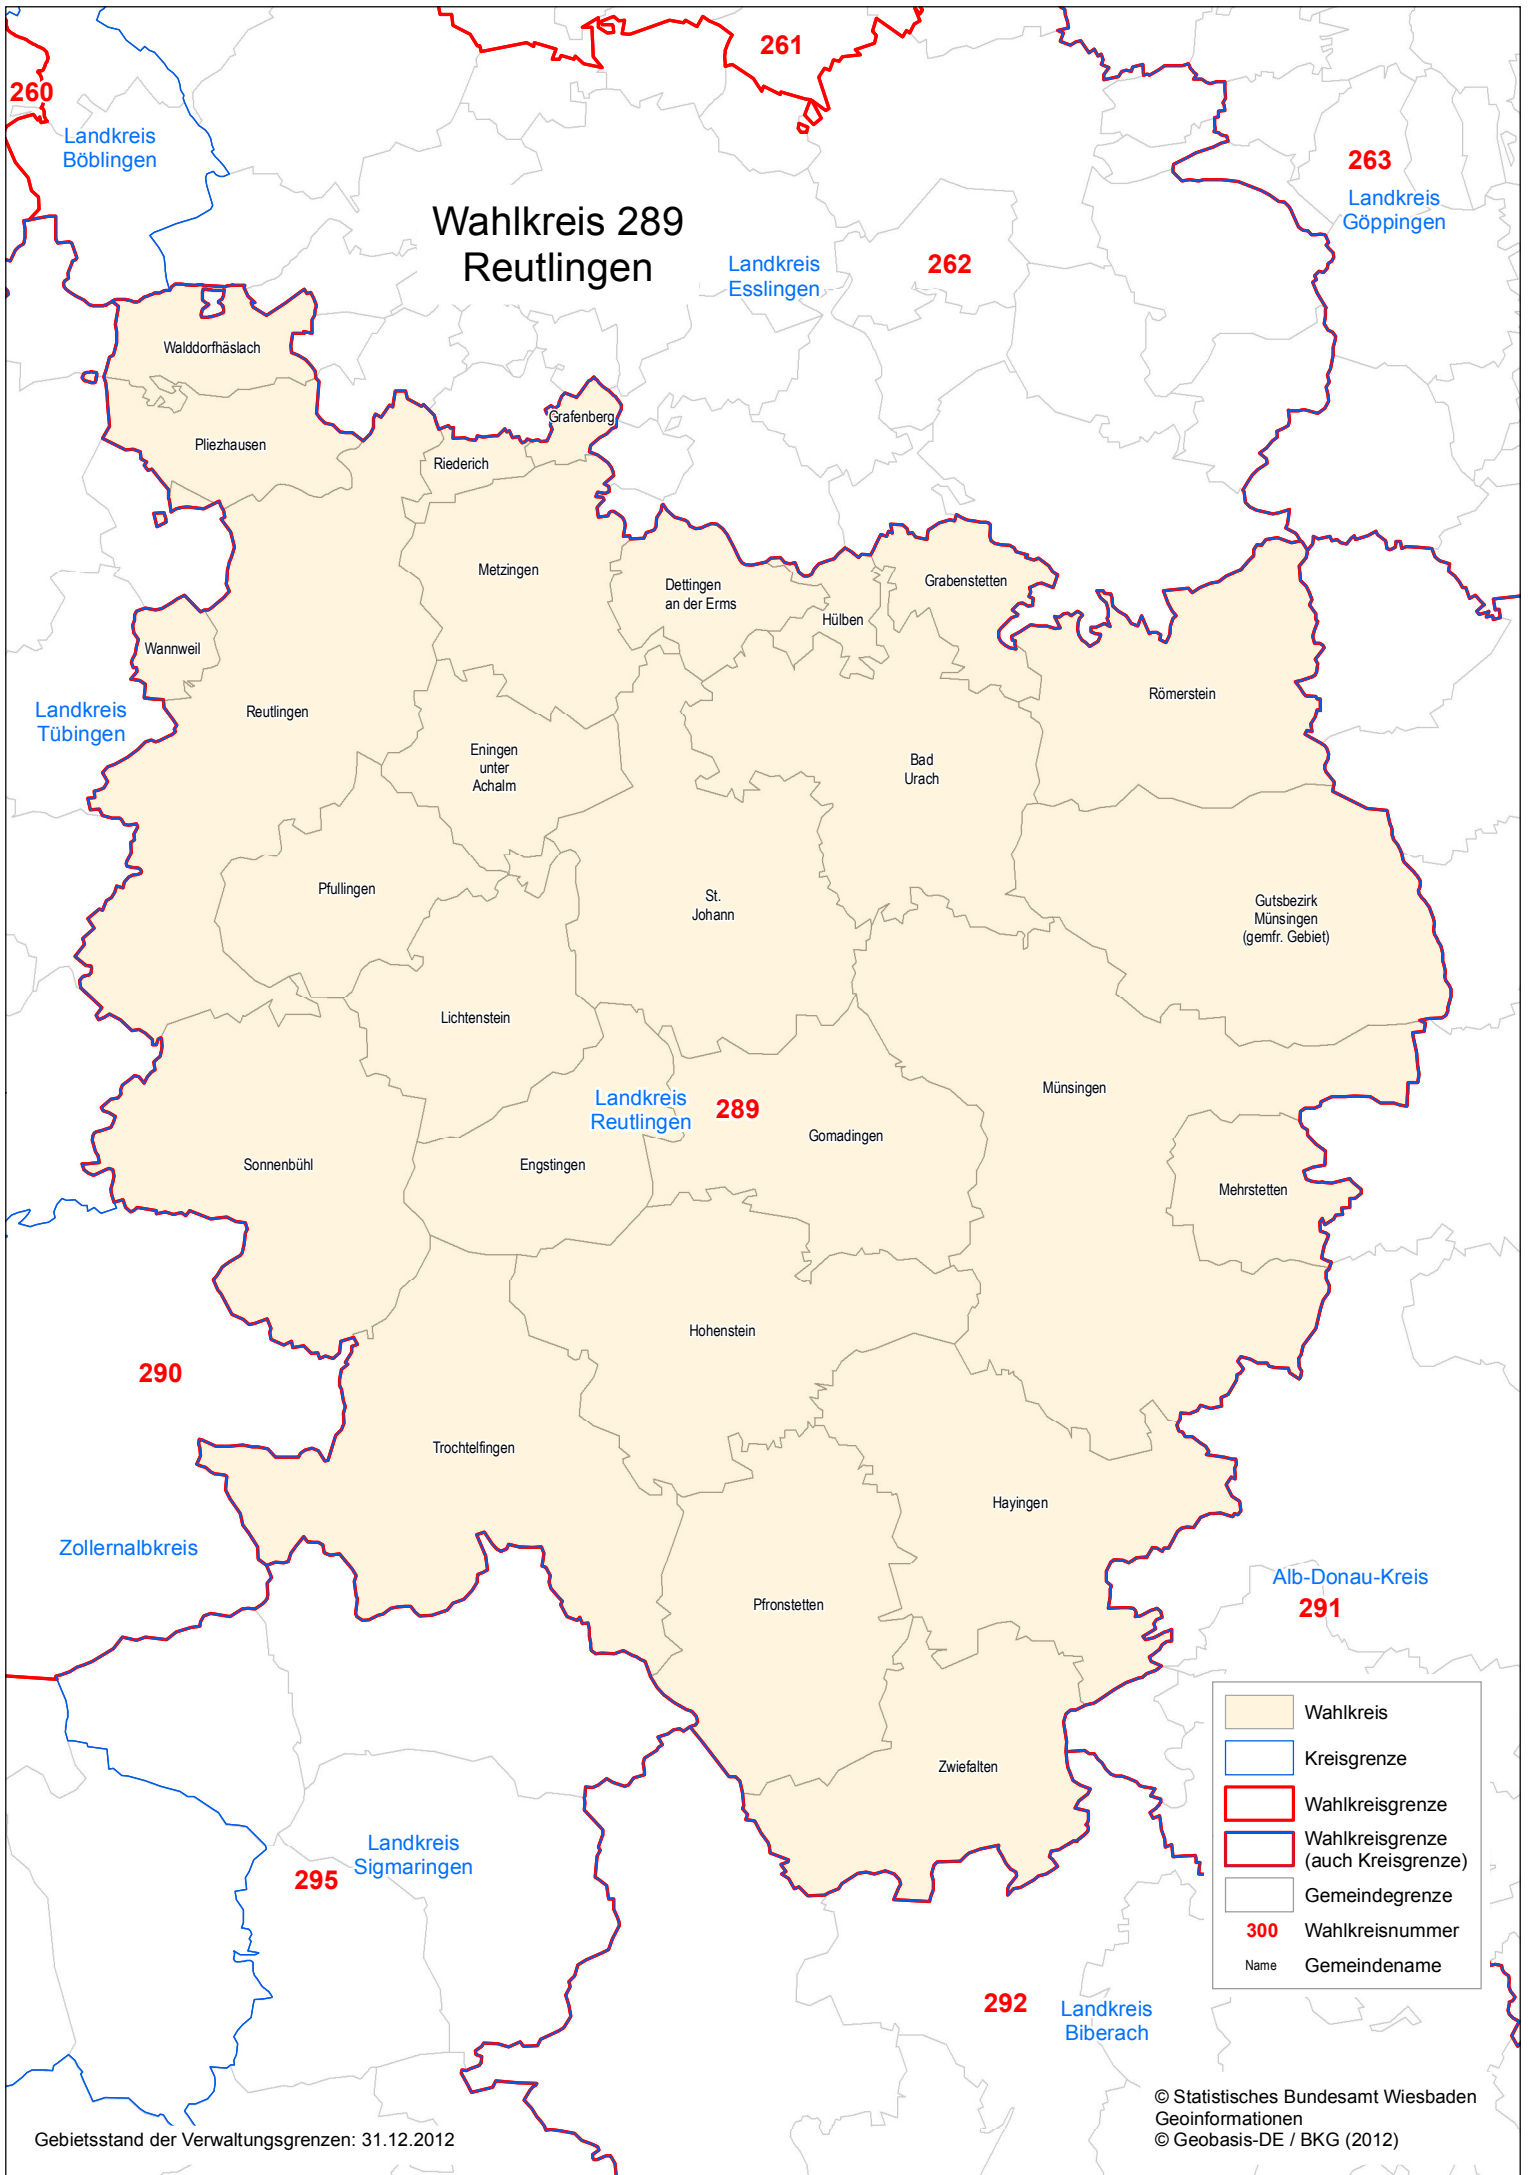 261
260
Landkreis
Böblingen
263
Landkreis
Göppingen
Wahlkreis 289
Reutlingen
Landkreis
Esslingen
262
Walddorfhäslach
Grafenberg
Pliezhausen
Riederich
Metzingen
Dettingen
an der Erms
Grabenstetten
Hülben
Wannweil
Römerstein
Landkreis
Tübingen
Reutlingen
Eningen
unter
Achalm
Bad
Urach
Pfullingen
St.
Johann
Gutsbezirk
Münsingen
(gemfr. Gebiet)
Lichtenstein
Münsingen
Landkreis
Reutlingen
289
Gomadingen
Sonnenbühl
Engstingen
Mehrstetten
Hohenstein
290
Trochtelfingen
Hayingen
Zollernalbkreis
Alb-Donau-Kreis
291
Pfronstetten
Zwiefalten
Wahlkreis
Kreisgrenze
Wahlkreisgrenze
Wahlkreisgrenze
(auch Kreisgrenze)
Gemeindegrenze
300 Wahlkreisnummer
Name Gemeindename
Landkreis
Sigmaringen
295
292
Landkreis
Biberach
Gebietsstand der Verwaltungsgrenzen: 31.12.2012
© Statistisches Bundesamt Wiesbaden
Geoinformationen
© Geobasis-DE / BKG (2012)